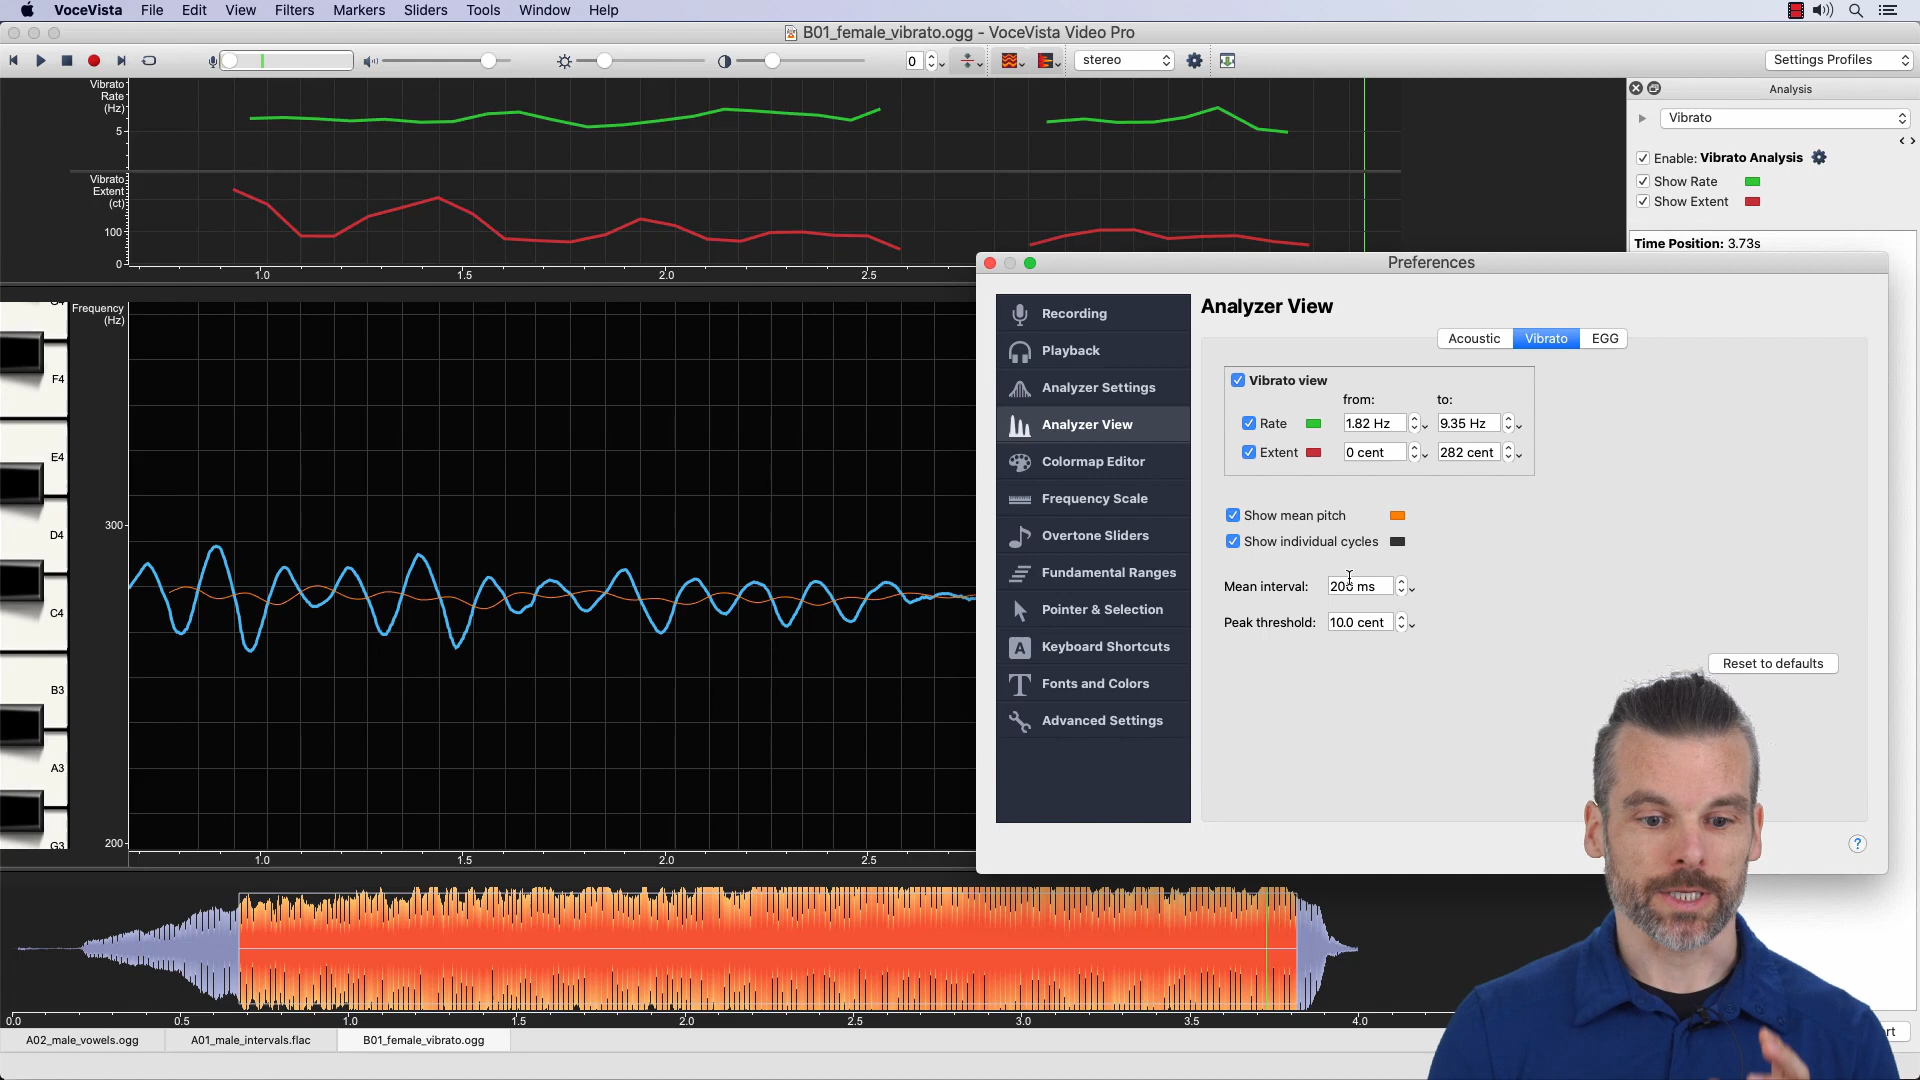 VoceVista File Edit View Filters Markers Sliders Tools Window Help
B01_female_vibrato.ogg - VoceVista Video Pro
0 stereo Settings Profiles
Vibrato
Rate
(Hz)
5
Vibrato
Extent
(ct)
100
0
1.0 1.5 2.0 2.5
Analysis
Vibrato
Enable: Vibrato Analysis
Show Rate
Show Extent
Time Position: 3.73s
Frequency
(Hz)
300
200
F4
E4
D4
C4
B3
A3
G3
1.0 1.5 2.0 2.5
Preferences
Recording
Playback
Analyzer Settings
Analyzer View
Colormap Editor
Frequency Scale
Overtone Sliders
Fundamental Ranges
Pointer & Selection
Keyboard Shortcuts
Fonts and Colors
Advanced Settings
Analyzer View
Acoustic Vibrato EGG
Vibrato view
from: to:
Rate 1.82 Hz 9.35 Hz
Extent 0 cent 282 cent
Show mean pitch
Show individual cycles
Mean interval: ms
Peak threshold: 10.0 cent
Reset to defaults
?
0.0 0.5 1.0 1.5 2.0 2.5 3.0 3.5 4.0
A02_male_vowels.ogg A01_male_intervals.flac B01_female_vibrato.ogg